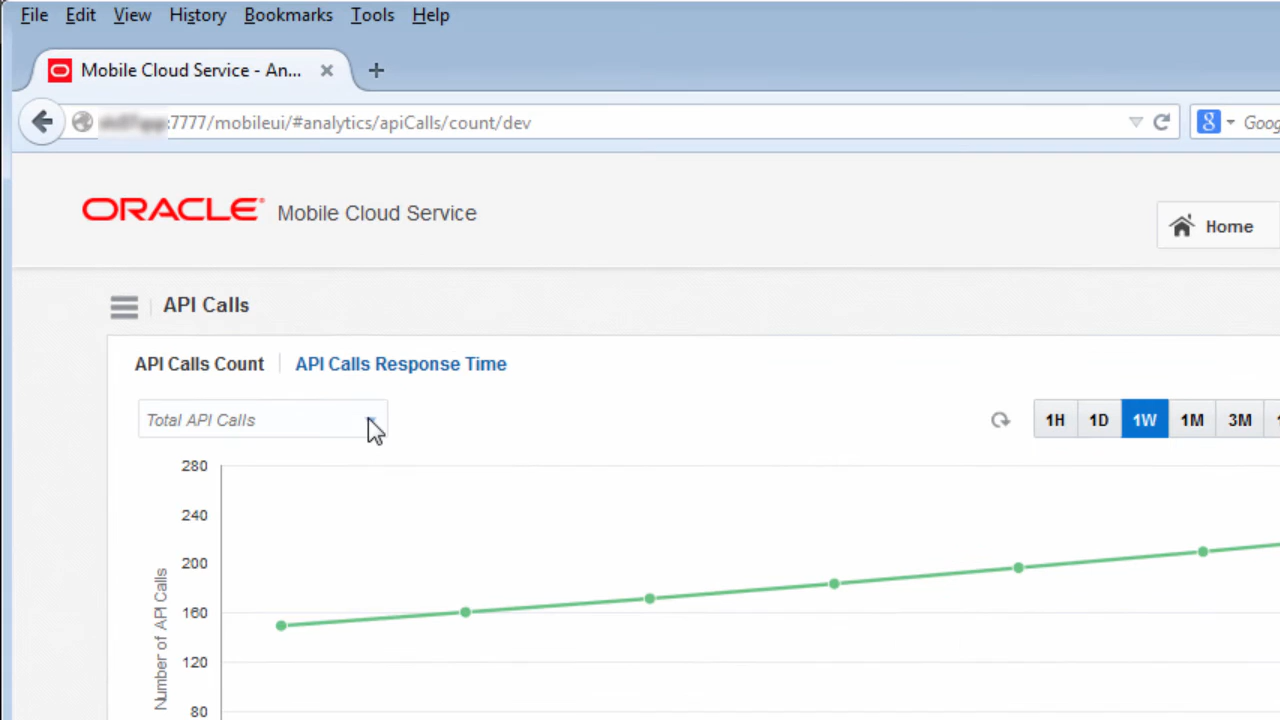 File Edit View History Bookmarks Tools Help
Mobile Cloud Service - An...
:7777/mobileui/#analytics/apiCalls/count/dev
Goog
ORACLE Mobile Cloud Service
Home
API Calls
API Calls Count API Calls Response Time
Total API Calls
1H 1D 1W 1M 3M
280
240
200
160
120
80
Number of API Calls